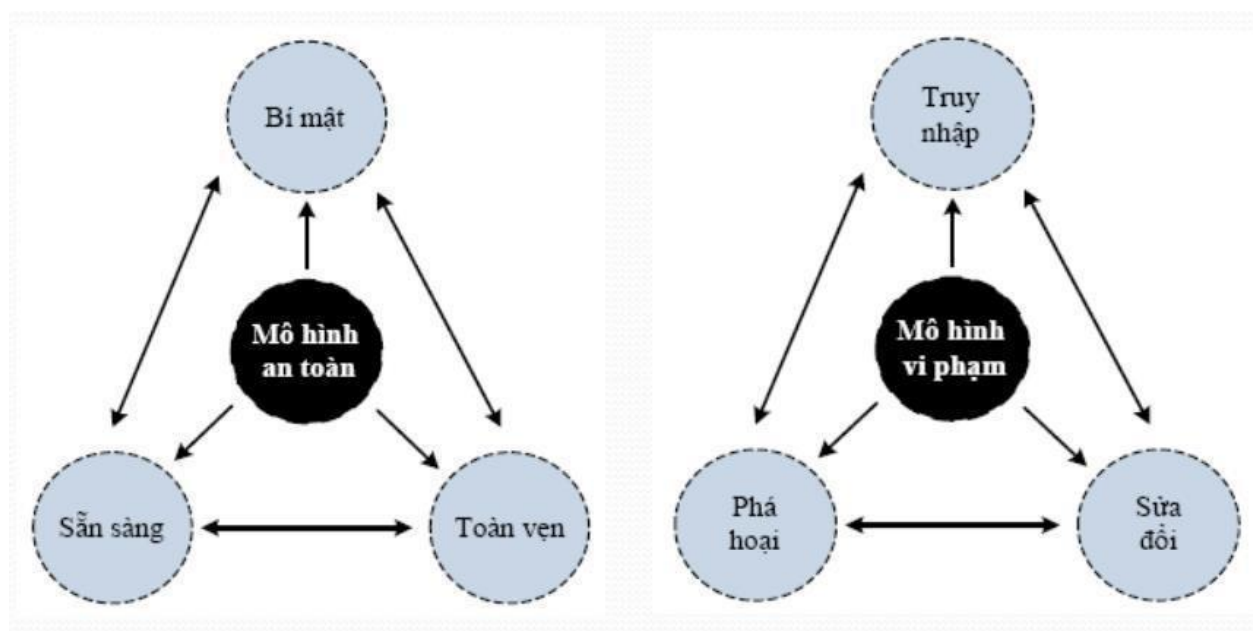 Bí mật
Mô hình
an toàn
Sẵn sàng
Toàn vẹn
Truy
nhập
Mô hình
vi phạm
Phá
hoại
Sửa
đổi